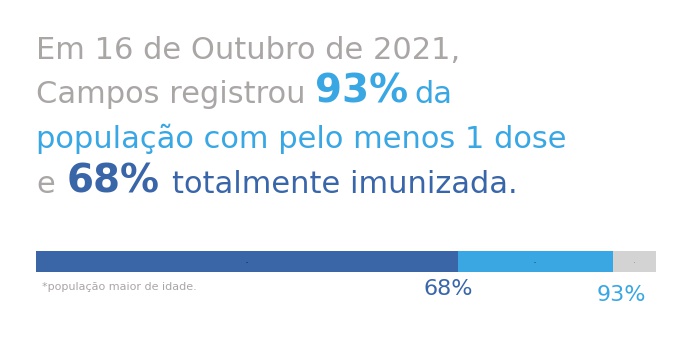 Em 16 de Outubro de 2021,
Campos registrou 93% da
população com pelo menos 1 dose
e 68% totalmente imunizada.
*população maior de idade.
68%
93%